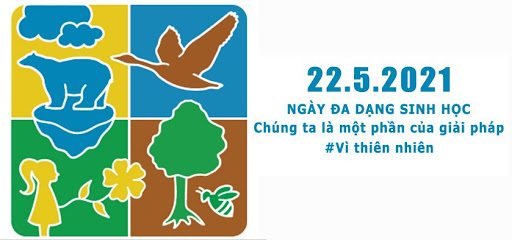 22.5.2021
NGÀY ĐA DẠNG SINH HỌC
Chúng ta là một phần của giải pháp
#Vì thiên nhiên